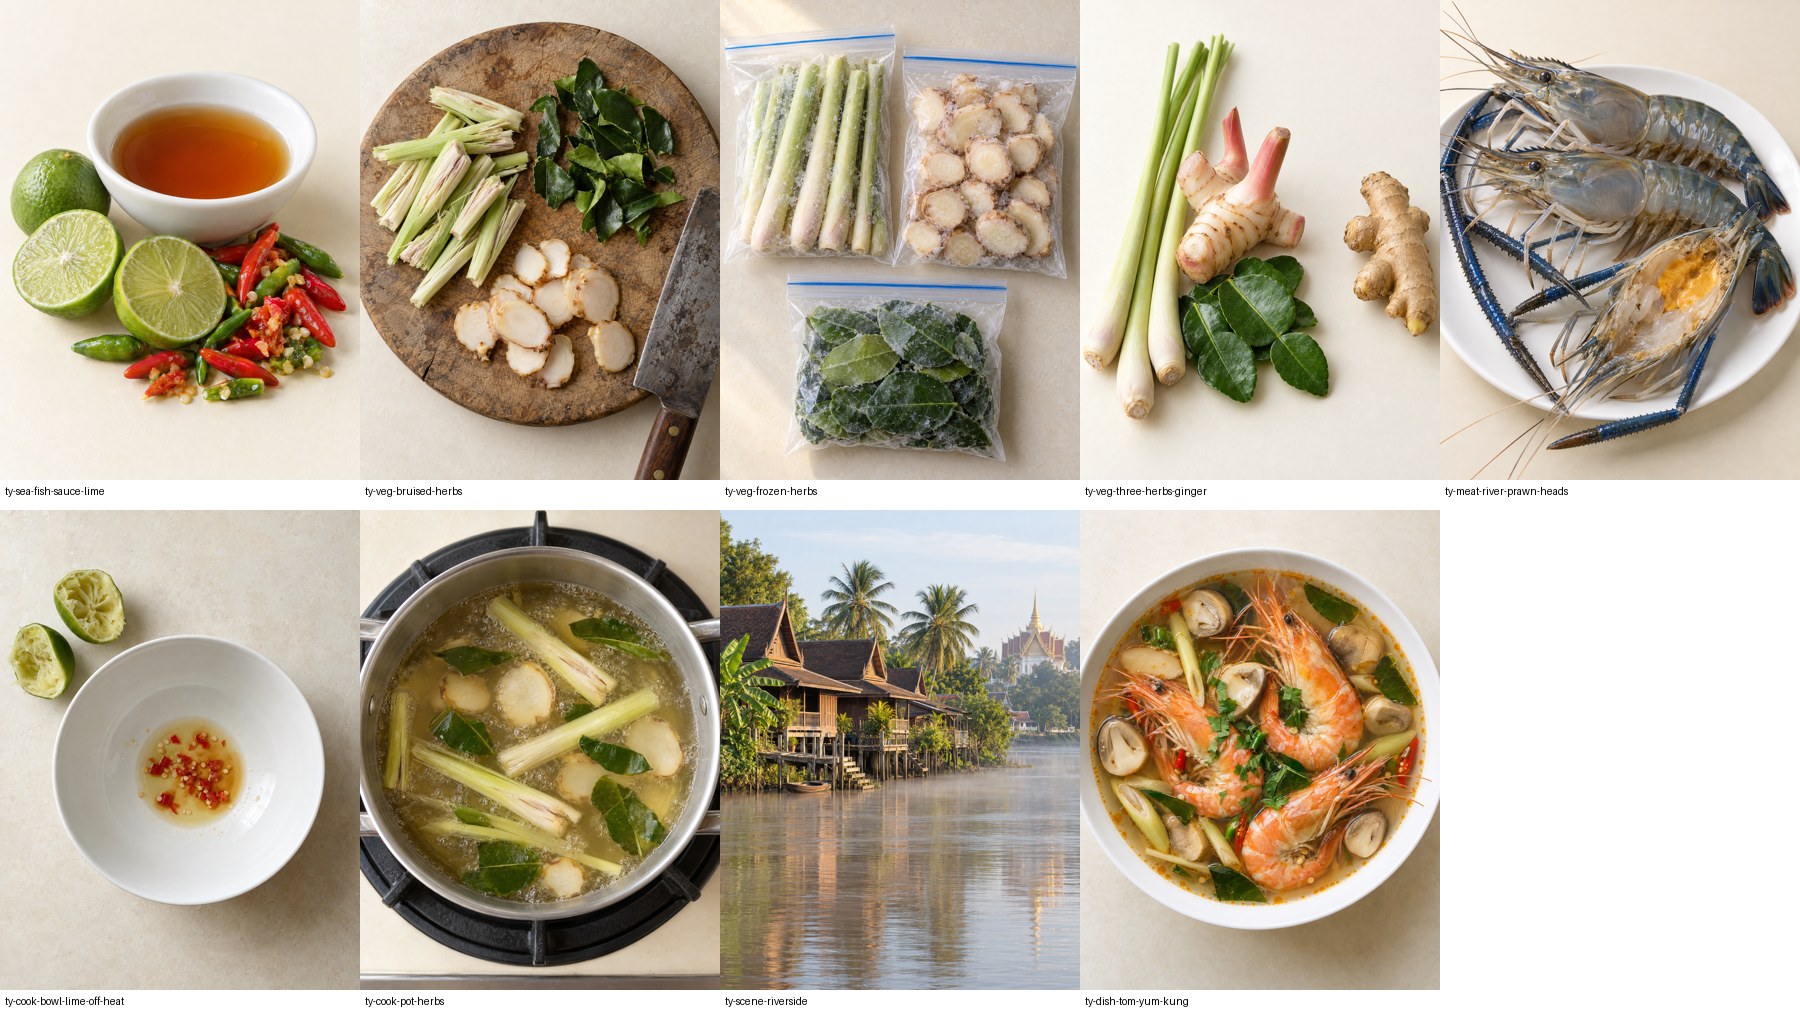 ty-sea-fish-sauce-lime
ty-veg-bruised-herbs
ty-veg-frozen-herbs
ty-veg-three-herbs-ginger
ty-meat-river-prawn-heads
ty-cook-bowl-lime-off-heat
ty-cook-pot-herbs
ty-scene-riverside
ty-dish-tom-yum-kung